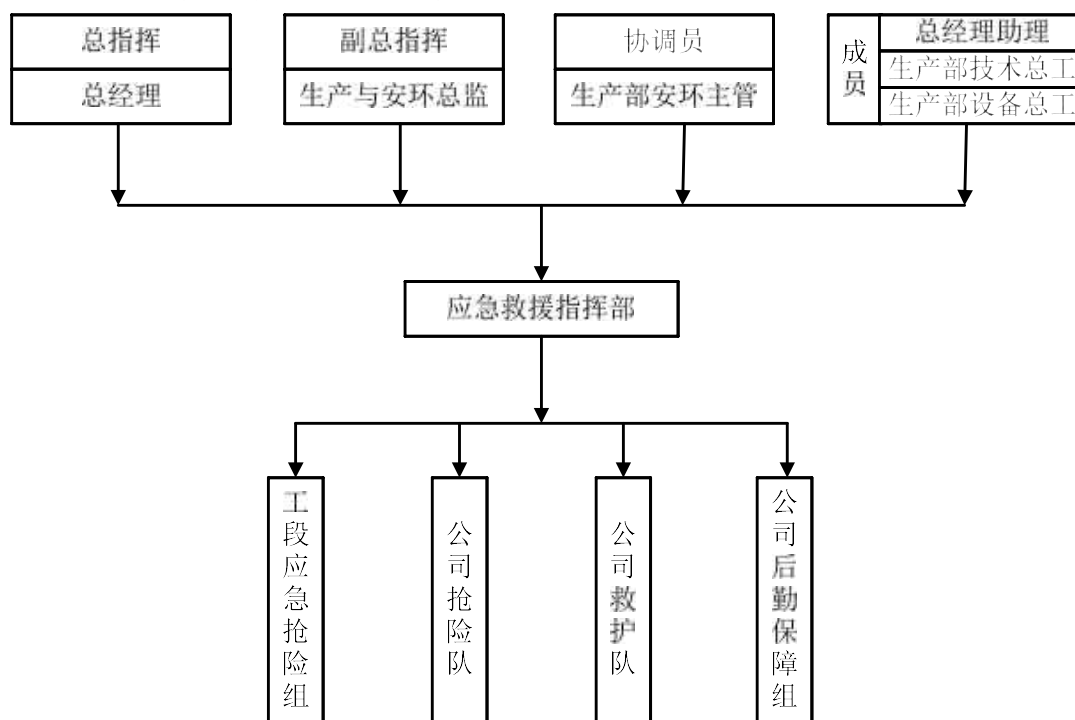 总指挥
总经理
副总指挥
生产与安环总监
协调员
生产部安环主管
成员
总经理助理
生产部技术总工
生产部设备总工
应急救援指挥部
工段应急抢险组
公司抢险队
公司救护队
公司后勤保障组